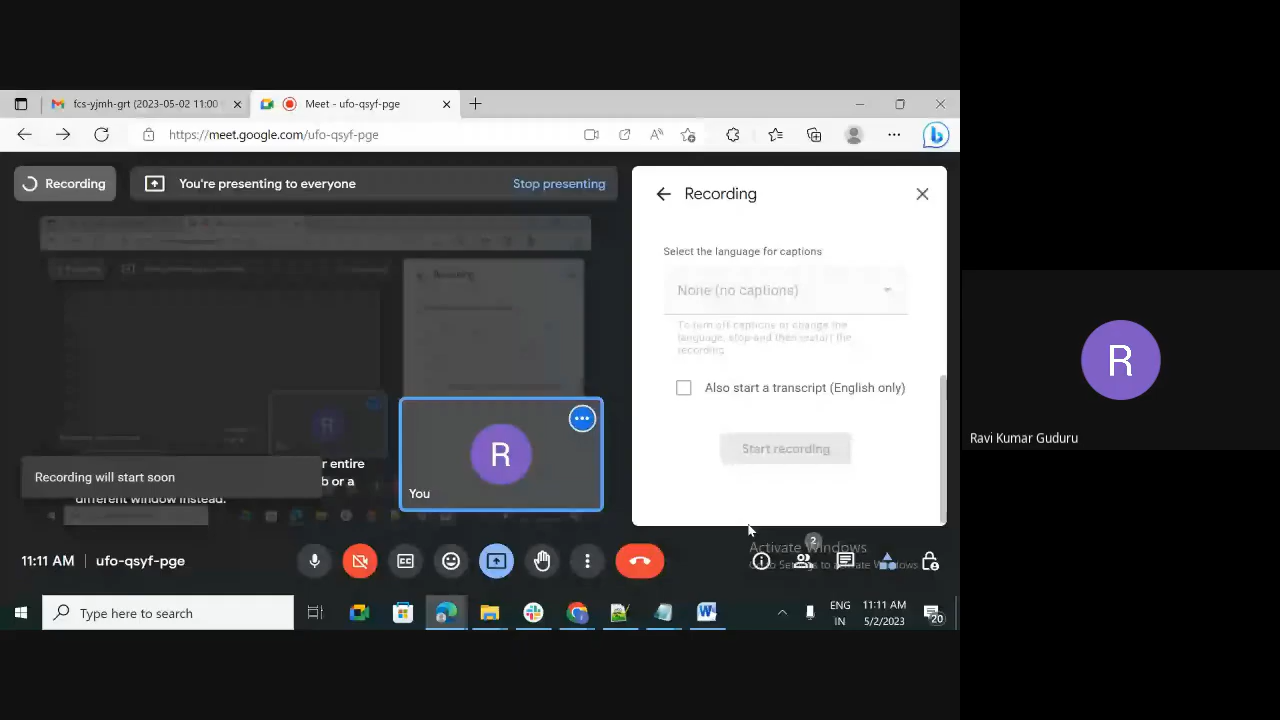 fcs-yjmh-grt (2023-05-02 11:00
Meet - ufo-qsyf-pge
https://meet.google.com/ufo-qsyf-pge
Recording
You're presenting to everyone
Stop presenting
Recording
Select the language for captions
None (no captions)
To turn off captions or change the
language, stop and then restart the
recording
Also start a transcript (English only)
Start recording
r entire
b or a
different window instead.
Recording will start soon
R
You
R
Ravi Kumar Guduru
11:11 AM | ufo-qsyf-pge
2
Activate Windows
Go to Settings to activate Windows
Type here to search
ENG
IN
11:11 AM
5/2/2023
20